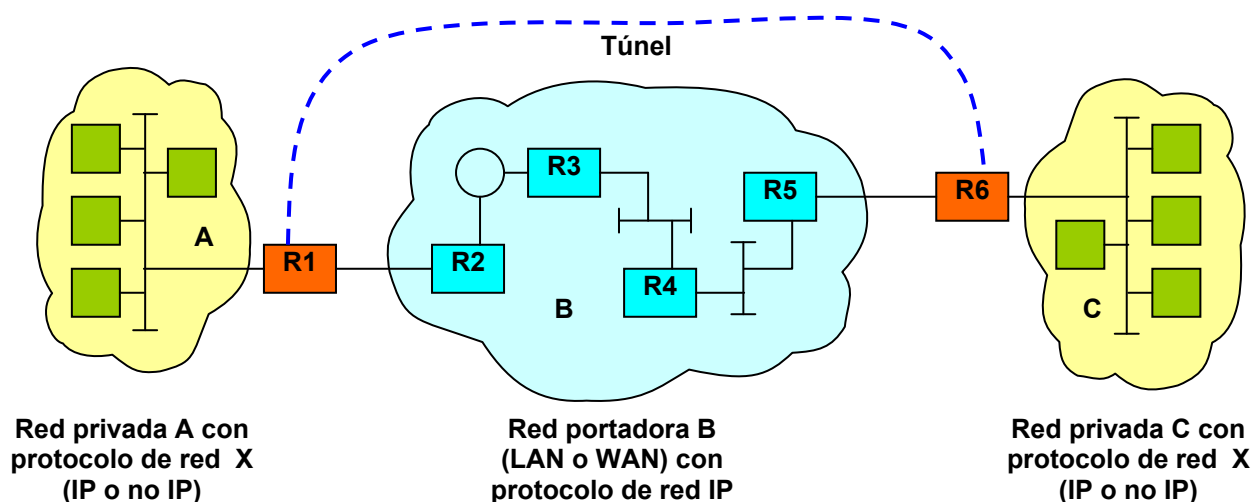 Túnel
R3
R5
R6
A
R1
R2
R4
B
C
Red privada A con
protocolo de red X
(IP o no IP)
Red portadora B
(LAN o WAN) con
protocolo de red IP
Red privada C con
protocolo de red X
(IP o no IP)